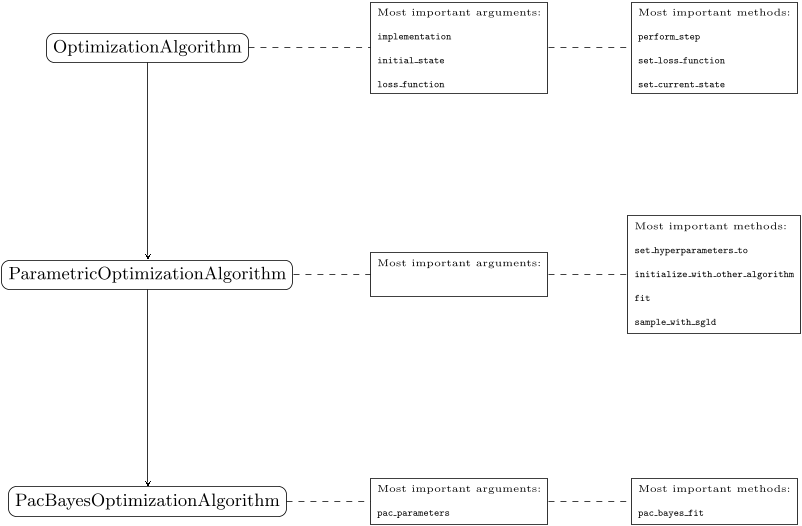 OptimizationAlgorithm
Most important arguments:
implementation
initial_state
loss_function
Most important methods:
perform_step
set_loss_function
set_current_state
ParametricOptimizationAlgorithm
Most important arguments:
Most important methods:
set_hyperparameters_to
initialize_with_other_algorithm
fit
sample_with_sgld
PacBayesOptimizationAlgorithm
Most important arguments:
pac_parameters
Most important methods:
pac_bayes_fit